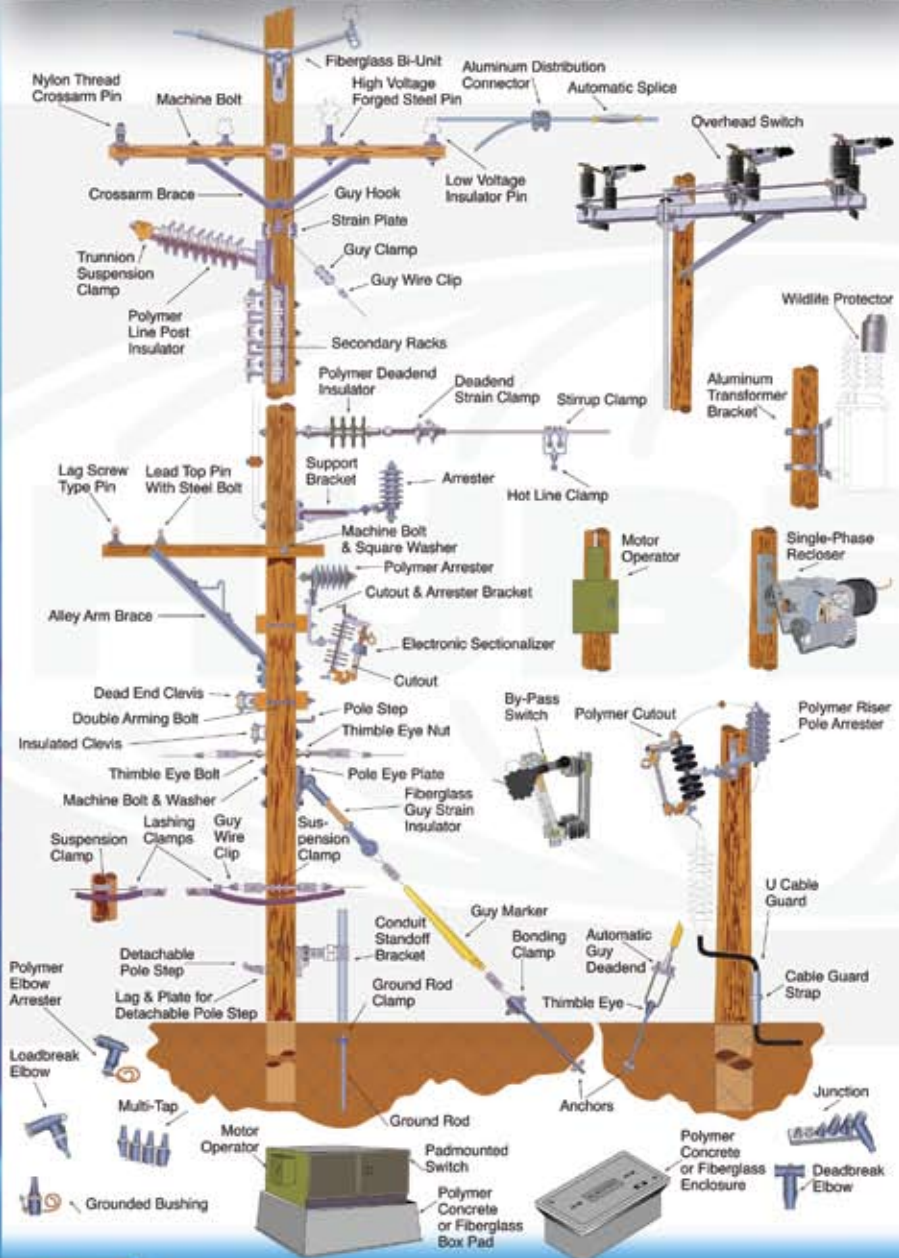 Fiberglass Bi-Unit
Nylon Thread
Crossarm Pin
Machine Bolt
High Voltage
Forged Steel Pin
Aluminum Distribution
Connector
Automatic Splice
Overhead Switch
Crossarm Brace
Guy Hook
Low Voltage
Insulator Pin
Strain Plate
Guy Clamp
Trunnion
Suspension
Clamp
Guy Wire Clip
Polymer
Line Post
Insulator
Wildlife Protector
Secondary Racks
Polymer Deadend
Insulator
Deadend
Strain Clamp
Stirrup Clamp
Aluminum
Transformer
Bracket
Lag Screw
Type Pin
Lead Top Pin
With Steel Bolt
Support
Bracket
Arrester
Hot Line Clamp
Machine Bolt
& Square Washer
Motor
Operator
Single-Phase
Recloser
Polymer Arrester
Cutout & Arrester Bracket
Alley Arm Brace
Electronic Sectionalizer
Cutout
Dead End Clevis
Pole Step
By-Pass
Switch
Polymer Cutout
Polymer Riser
Pole Arrester
Double Arming Bolt
Thimble Eye Nut
Insulated Clevis
Thimble Eye Bolt
Pole Eye Plate
Machine Bolt & Washer
Fiberglass
Guy Strain
Insulator
Suspension
Clamp
Lashing
Clamps
Guy
Wire
Clip
Sus-
pension
Clamp
U Cable
Guard
Guy Marker
Conduit
Standoff
Bracket
Bonding
Clamp
Automatic
Guy
Deadend
Detachable
Pole Step
Cable Guard
Strap
Polymer
Elbow
Arrester
Lag & Plate for
Detachable Pole Step
Ground Rod
Clamp
Thimble Eye
Loadbreak
Elbow
Anchors
Junction
Multi-Tap
Ground Rod
Motor
Operator
Padmounted
Switch
Polymer
Concrete
or Fiberglass
Enclosure
Deadbreak
Elbow
Grounded Bushing
Polymer
Concrete
or Fiberglass
Box Pad